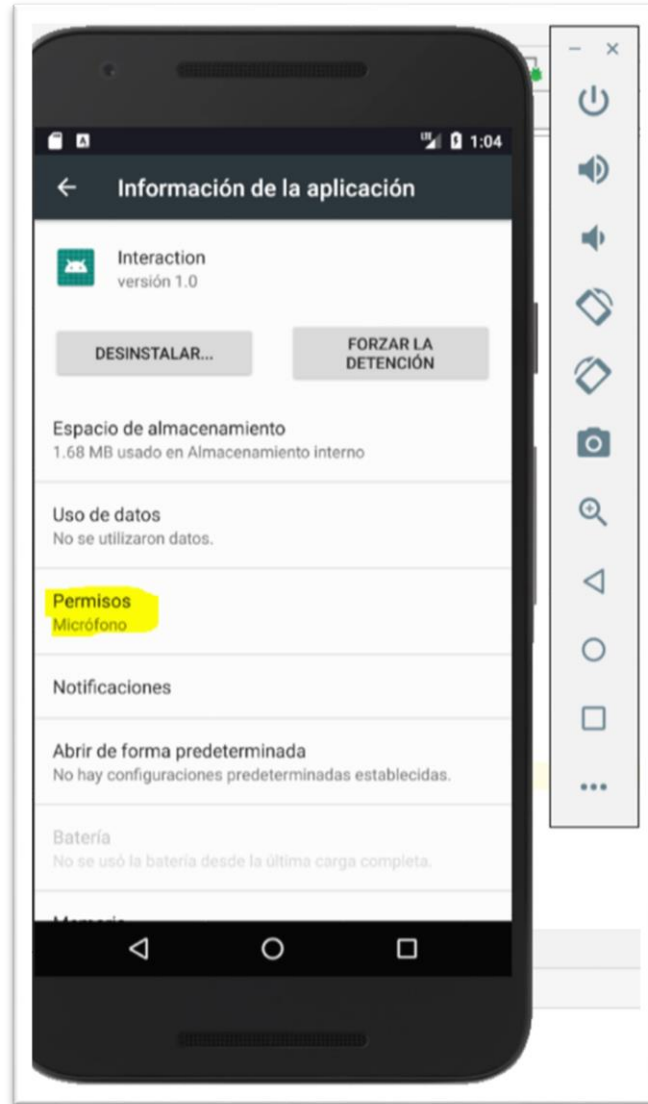 1:04
Información de la aplicación
Interaction
versión 1.0
DESINSTALAR...
FORZAR LA
DETENCIÓN
Espacio de almacenamiento
1.68 MB usado en Almacenamiento interno
Uso de datos
No se utilizaron datos.
Permisos
Micrófono
Notificaciones
Abrir de forma predeterminada
No hay configuraciones predeterminadas establecidas.
Batería
No se usó la batería desde la última carga completa.